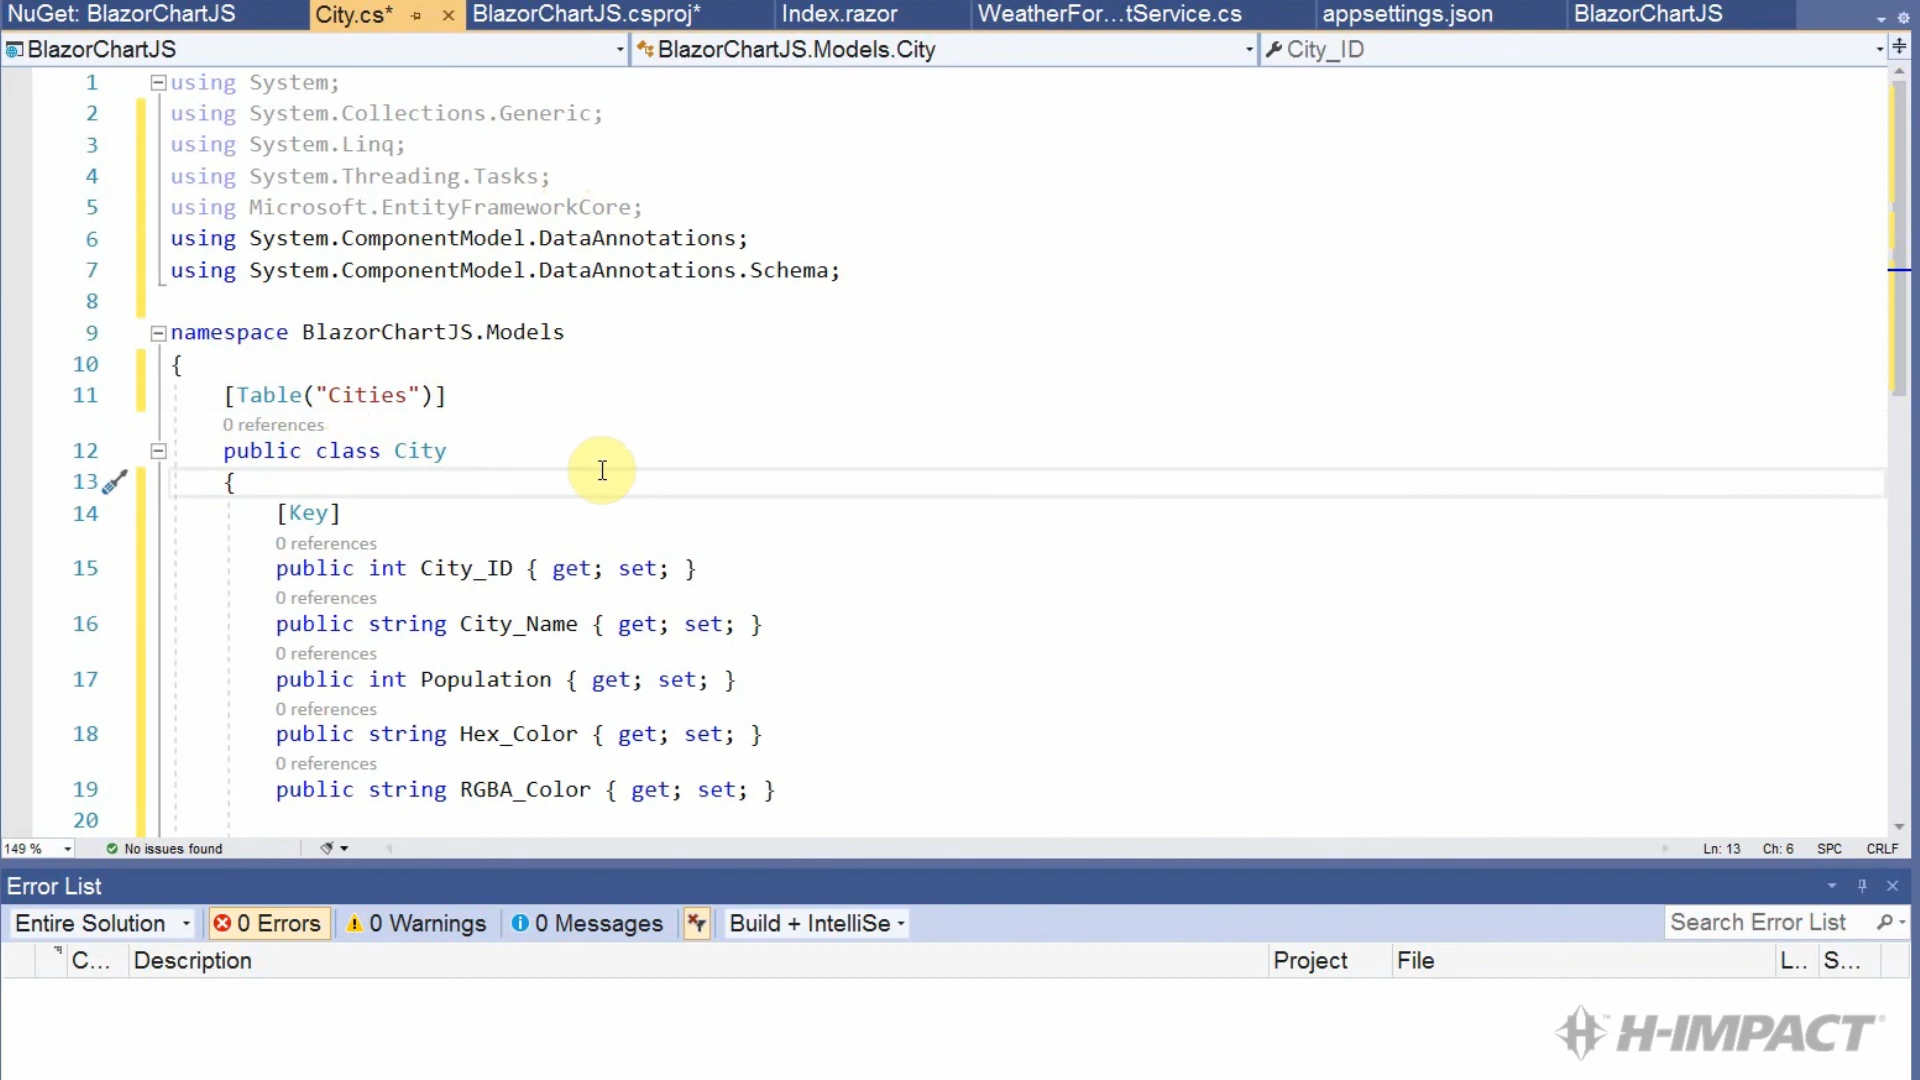 NuGet: BlazorChartJS
City.cs*
BlazorChartJS.csproj*
Index.razor
WeatherFor...tService.cs
appsettings.json
BlazorChartJS
BlazorChartJS
BlazorChartJS.Models.City
City_ID
1 using System;
2 using System.Collections.Generic;
3 using System.Linq;
4 using System.Threading.Tasks;
5 using Microsoft.EntityFrameworkCore;
6 using System.ComponentModel.DataAnnotations;
7 using System.ComponentModel.DataAnnotations.Schema;
8
9 namespace BlazorChartJS.Models
10 {
11 [Table("Cities")]
0 references
12 public class City
13 {
14 [Key]
0 references
15 public int City_ID { get; set; }
0 references
16 public string City_Name { get; set; }
0 references
17 public int Population { get; set; }
0 references
18 public string Hex_Color { get; set; }
0 references
19 public string RGBA_Color { get; set; }
20
149 %
No issues found
Ln: 13
Ch: 6
SPC
CRLF
Error List
Entire Solution
0 Errors
0 Warnings
0 Messages
Build + IntelliSe
Search Error List
C...
Description
Project
File
L..
S...
H-IMPACT